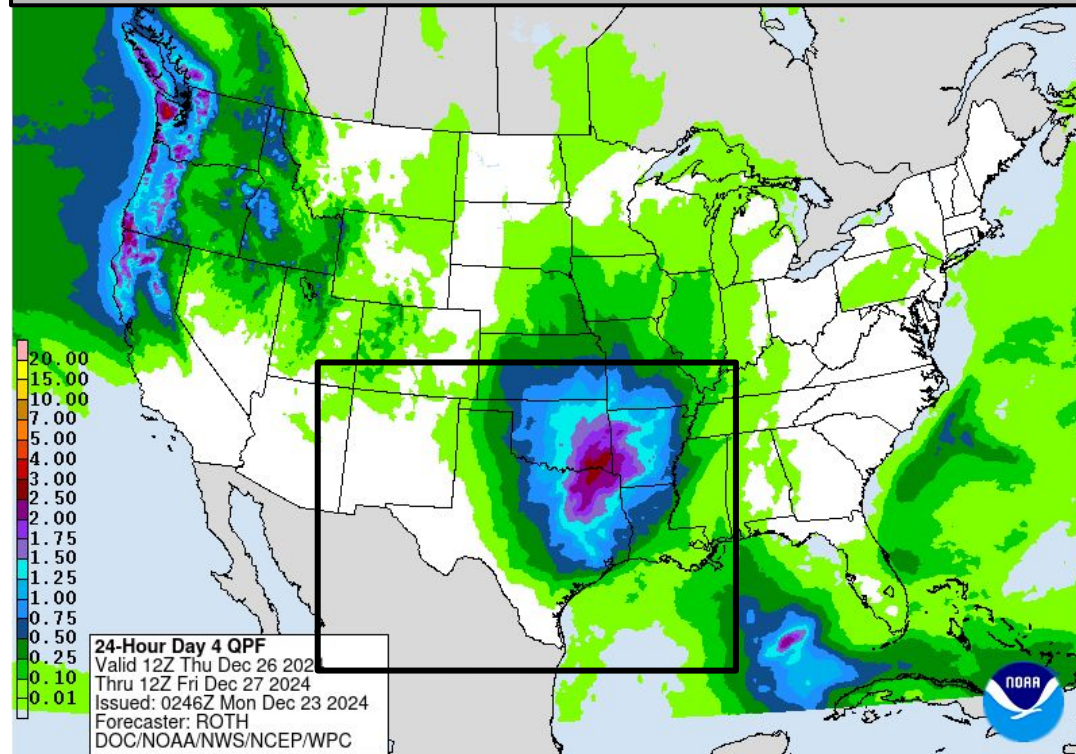 20.00
15.00
10.00
7.00
5.00
4.00
3.00
2.50
2.00
1.75
1.50
1.25
1.00
0.75
0.50
0.25
0.10
0.01
24-Hour Day 4 QPF
Valid 12Z Thu Dec 26 202
Thru 12Z Fri Dec 27 2024
Issued: 0246Z Mon Dec 23 2024
Forecaster: ROTH
DOC/NOAA/NWS/NCEP/WPC
NOAA